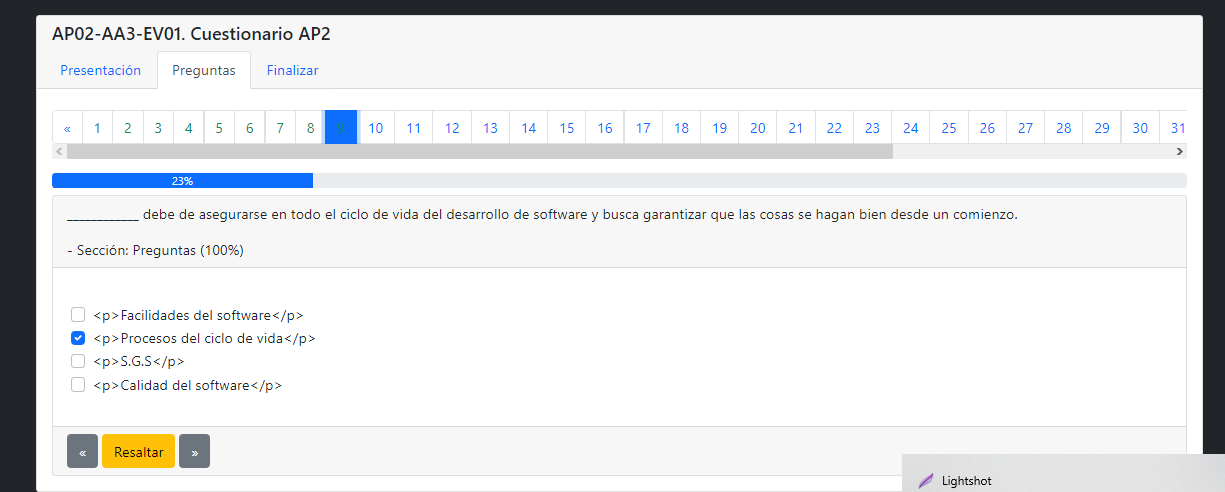 AP02-AA3-EV01. Cuestionario AP2
Presentación Preguntas Finalizar
« 1 2 3 4 5 6 7 8 9 10 11 12 13 14 15 16 17 18 19 20 21 22 23 24 25 26 27 28 29 30 31
23%
____________ debe de asegurarse en todo el ciclo de vida del desarrollo de software y busca garantizar que las cosas se hagan bien desde un comienzo.
- Sección: Preguntas (100%)
<p>Facilidades del software</p>
<p>Procesos del ciclo de vida</p>
<p>S.G.S</p>
<p>Calidad del software</p>
« Resaltar »
Lightshot